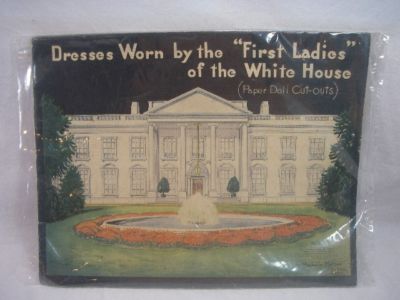 Dresses Worn by the "First Ladies"
of the White House
(Paper Doll Cut-outs)